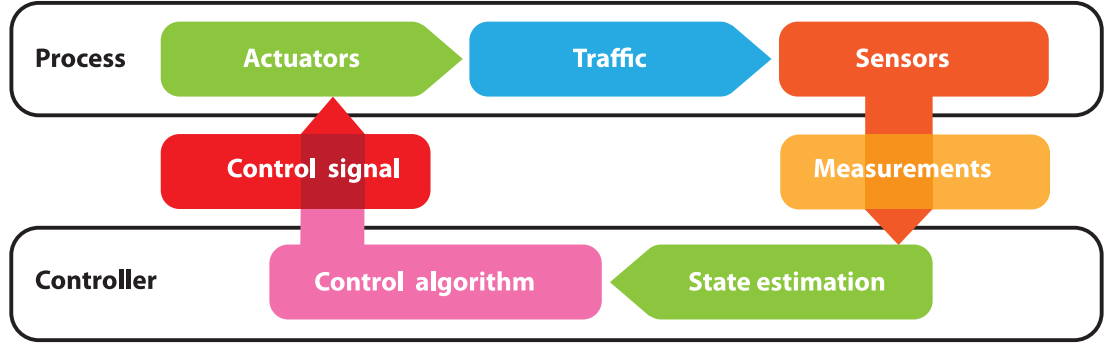 Process
Actuators
Traffic
Sensors
Control signal
Measurements
Controller
Control algorithm
State estimation